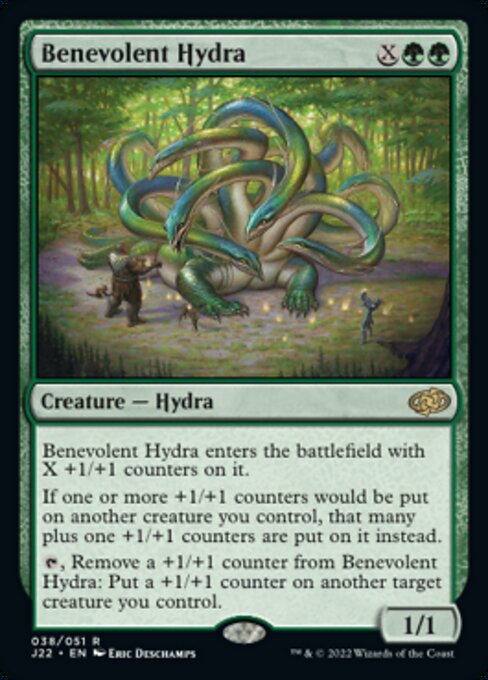 Benevolent Hydra X
Creature — Hydra
Benevolent Hydra enters the battlefield with
X +1/+1 counters on it.
If one or more +1/+1 counters would be put
on another creature you control, that many
plus one +1/+1 counters are put on it instead.
, Remove a +1/+1 counter from Benevolent
Hydra: Put a +1/+1 counter on another target
creature you control.
1/1
038/051 R
J22 • EN Eric Deschamps ™ & © 2022 Wizards of the Coast